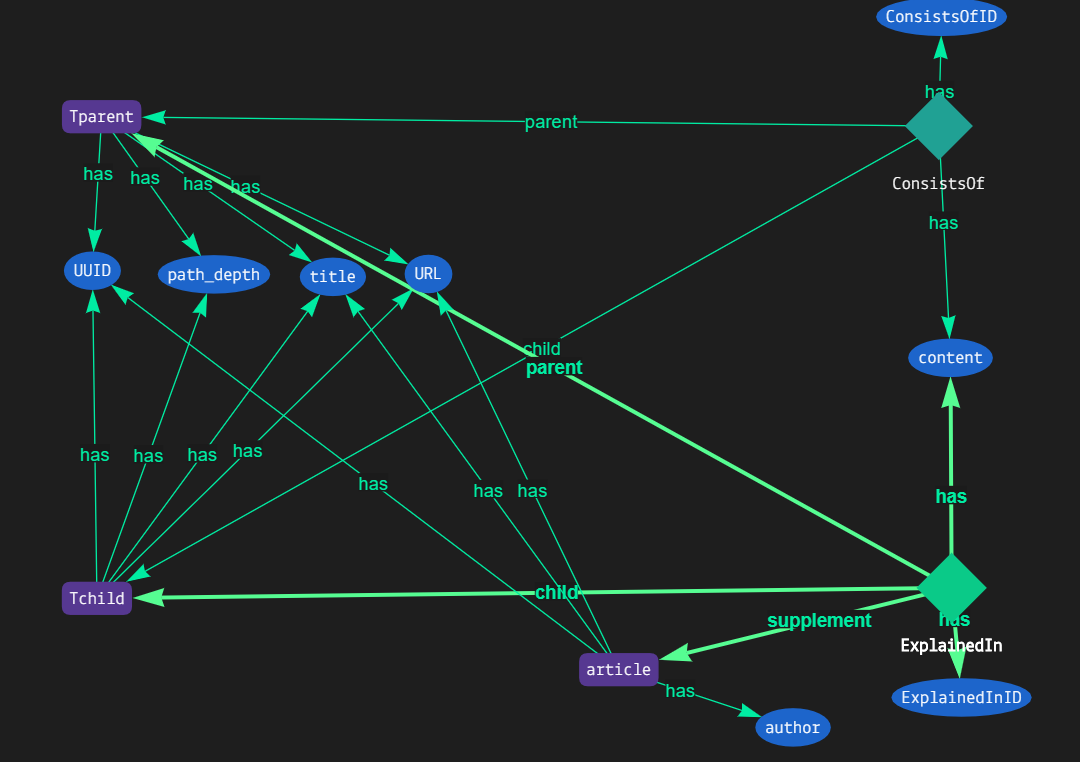 ConsistsOfID
has
Tparent
parent
ConsistsOf
has
has
has
has
has
UUID
path_depth
title
URL
child
parent
content
has
has
has
has
has
has
has
has
Tchild
child
supplement
has
ExplainedIn
article
has
ExplainedInID
author